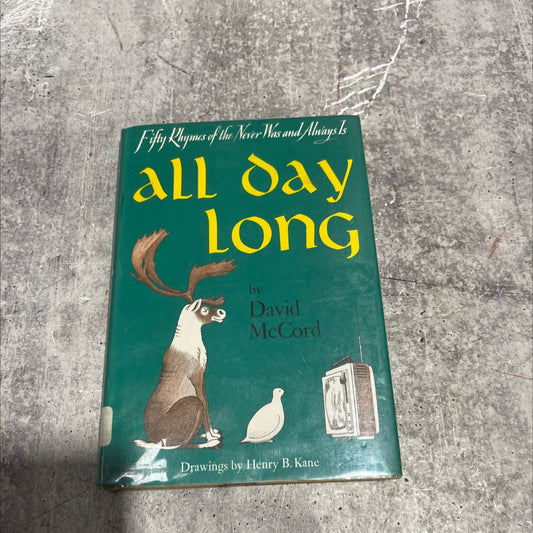 Fifty Rhymes of the Never Was and Always Is
all day
long
by
David
McCord
Drawings by Henry B. Kane